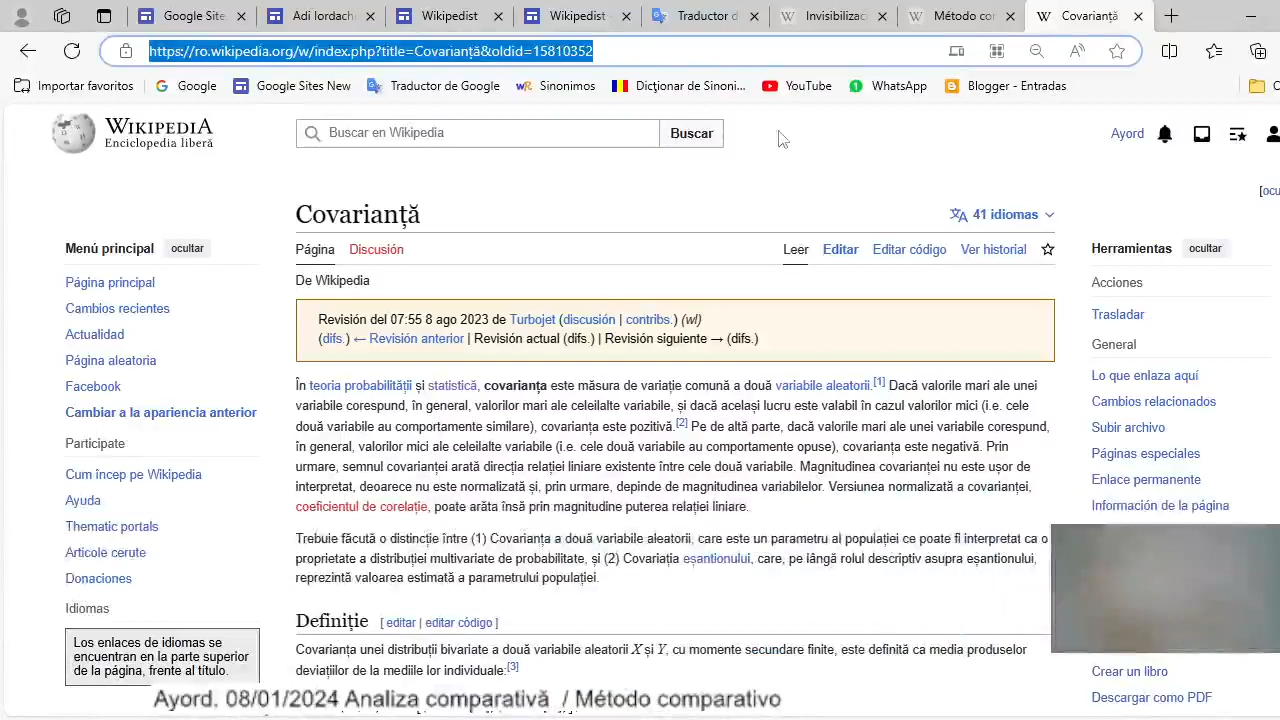 Google Site.
Adi Iordach
Wikipedist
Wikipedist -
Traductor d
Invisibiliza
Método co
Covarianță
https://ro.wikipedia.org/w/index.php?title=Covarianță&oldid=15810352
Importar favoritos
Google
Google Sites New
Traductor de Google
Sinonimos
Dicționar de Sinoni...
YouTube
WhatsApp
Blogger - Entradas
WIKIPEDIA
Enciclopedia liberă
Buscar en Wikipedia
Buscar
Ayord
[ocu
Covarianță
41 idiomas
Menú principal ocultar
Página Discusión
Leer Editar Editar código Ver historial
Herramientas ocultar
Página principal
Cambios recientes
Actualidad
Página aleatoria
Facebook
Cambiar a la apariencia anterior
Participate
Cum încep pe Wikipedia
Ayuda
Thematic portals
Articole cerute
Donaciones
Idiomas
Los enlaces de idiomas se
encuentran en la parte superior
de la página, frente al título.
De Wikipedia
Revisión del 07:55 8 ago 2023 de Turbojet (discusión | contribs.) (wl)
(difs.) ← Revisión anterior | Revisión actual (difs.) | Revisión siguiente → (difs.)
În teoria probabilității și statistică, covarianța este măsura de variație comună a două variabile aleatorii.[1] Dacă valorile mari ale unei
variabile corespund, în general, valorilor mari ale celeilalte variabile, și dacă același lucru este valabil în cazul valorilor mici (i.e. cele
două variabile au comportamente similare), covarianța este pozitivă.[2] Pe de altă parte, dacă valorile mari ale unei variabile corespund,
în general, valorilor mici ale celeilalte variabile (i.e. cele două variabile au comportamente opuse), covarianța este negativă. Prin
urmare, semnul covarianței arată direcția relației liniare existente între cele două variabile. Magnitudinea covarianței nu este ușor de
interpretat, deoarece nu este normalizată și, prin urmare, depinde de magnitudinea variabilelor. Versiunea normalizată a covarianței,
coeficientul de corelație, poate arăta însă prin magnitudine puterea relației liniare.
Trebuie făcută o distincție între (1) Covarianța a două variabile aleatorii, care este un parametru al populației ce poate fi interpretat ca o
proprietate a distribuției multivariate de probabilitate, și (2) Covariația eșantionului, care, pe lângă rolul descriptiv asupra eșantionului,
reprezintă valoarea estimată a parametrului populației.
Definiție [ editar | editar código ]
Covarianța unei distribuții bivariate a două variabile aleatorii X și Y, cu momente secundare finite, este definită ca media produselor
deviațiilor de la mediile lor individuale:[3]
Acciones
Trasladar
General
Lo que enlaza aquí
Cambios relacionados
Subir archivo
Páginas especiales
Enlace permanente
Información de la página
Crear un libro
Descargar como PDF
Ayord. 08/01/2024 Analiza comparativă / Método comparativo